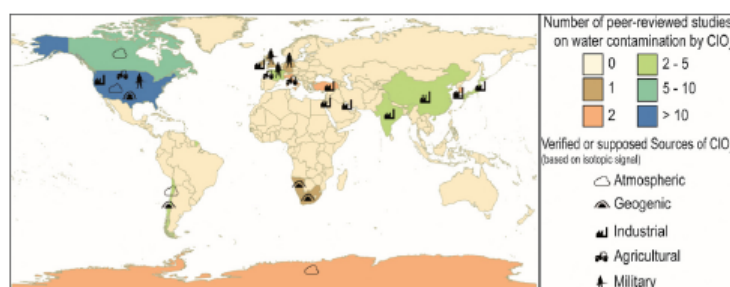 Number of peer-reviewed studies
on water contamination by ClO
0
2 - 5
1
5 - 10
2
> 10
Verified or supposed Sources of ClO
(based on isotopic signal)
Atmospheric
Geogenic
Industrial
Agricultural
Military